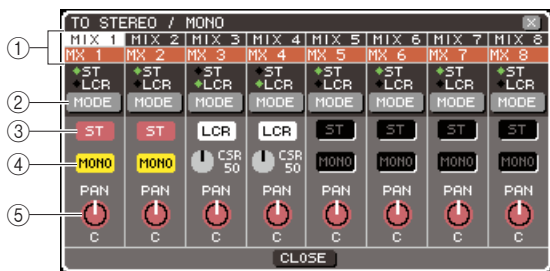 TO STEREO / MONO
① MIX 1 MIX 2 MIX 3 MIX 4 MIX 5 MIX 6 MIX 7 MIX 8
MX 1 MX 2 MX 3 MX 4 MX 5 MX 6 MX 7 MX 8
ST ST ST ST ST ST ST ST
LCR LCR LCR LCR LCR LCR LCR LCR
② MODE MODE MODE MODE MODE MODE MODE MODE
③ ST ST LCR LCR ST ST ST ST
④ MONO MONO CSR 50 CSR 50 MONO MONO MONO MONO
PAN PAN PAN PAN PAN PAN PAN PAN
⑤
C C C C C C C C
CLOSE